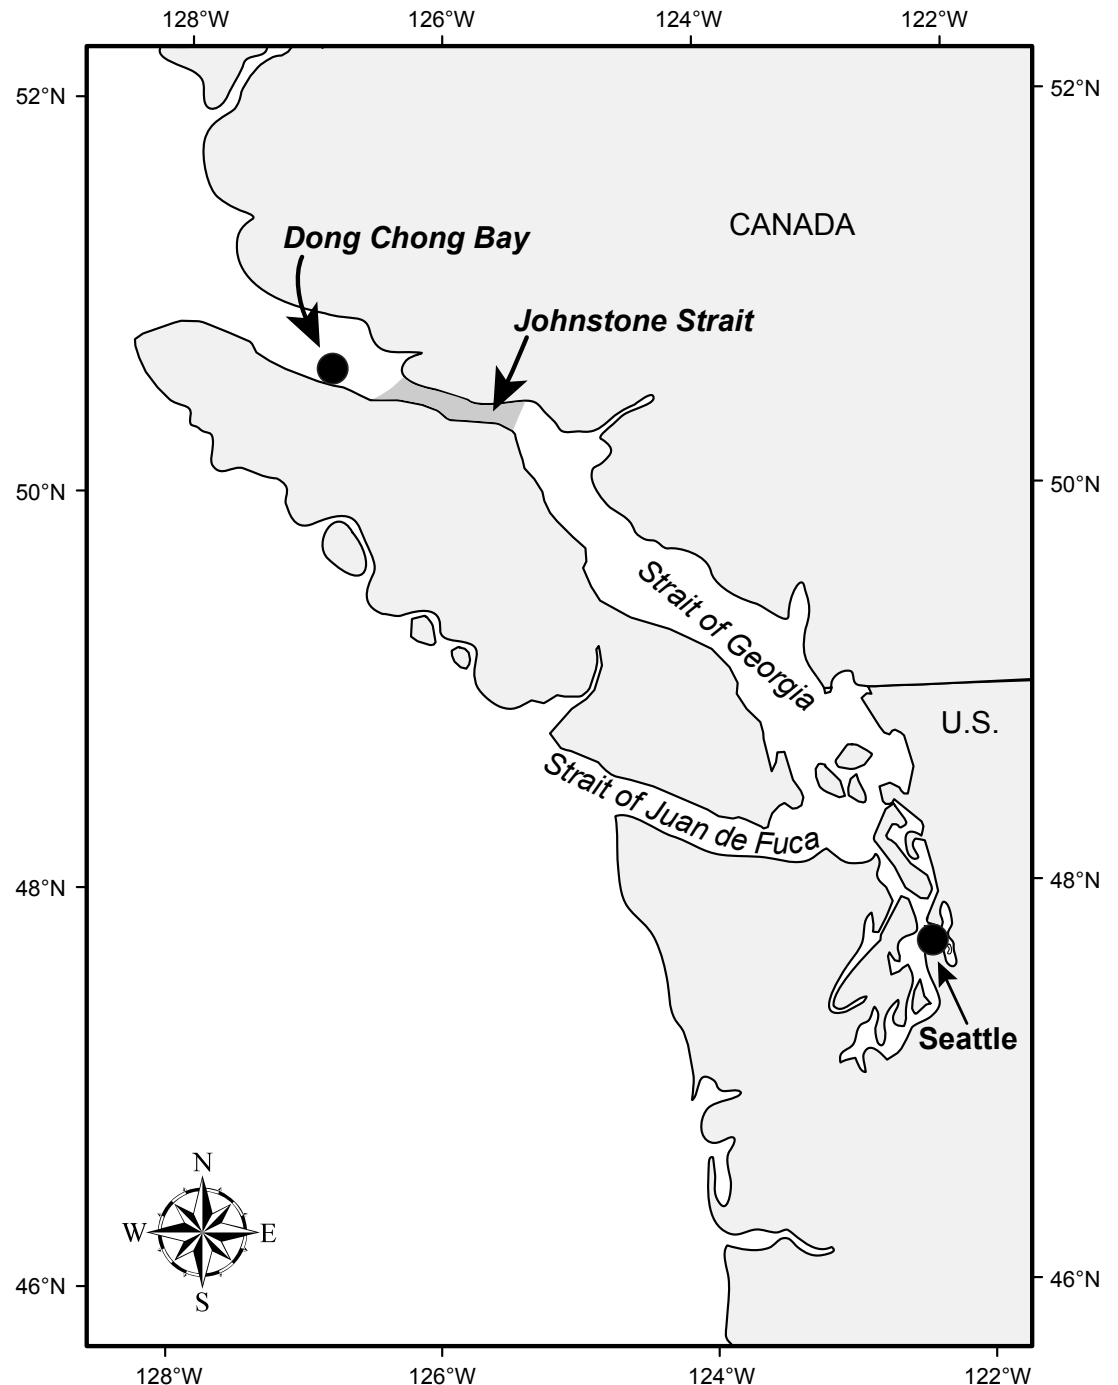 128°W 126°W 124°W 122°W
52°N 52°N
CANADA
Dong Chong Bay
Johnstone Strait
50°N 50°N
Strait of Georgia
U.S.
Strait of Juan de Fuca
48°N 48°N
Seattle
N
W E
S
46°N 46°N
128°W 126°W 124°W 122°W